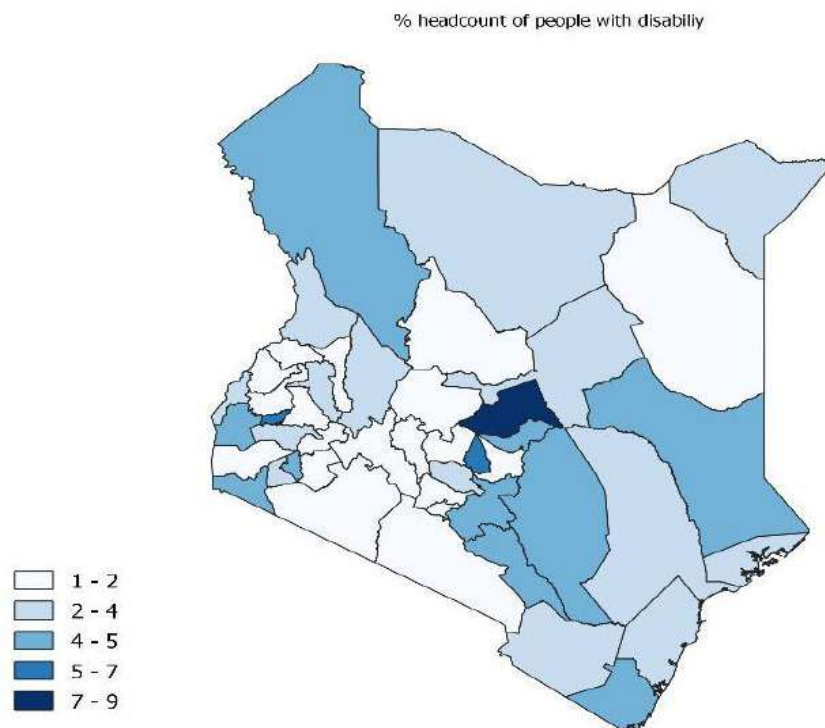 % headcount of people with disabiliy
1 - 2
2 - 4
4 - 5
5 - 7
7 - 9